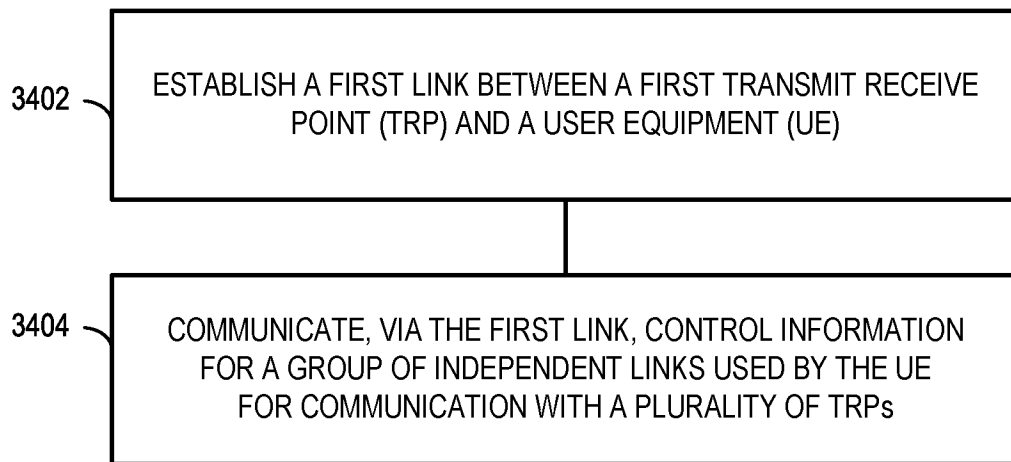 3402
ESTABLISH A FIRST LINK BETWEEN A FIRST TRANSMIT RECEIVE
POINT (TRP) AND A USER EQUIPMENT (UE)
3404
COMMUNICATE, VIA THE FIRST LINK, CONTROL INFORMATION
FOR A GROUP OF INDEPENDENT LINKS USED BY THE UE
FOR COMMUNICATION WITH A PLURALITY OF TRPs